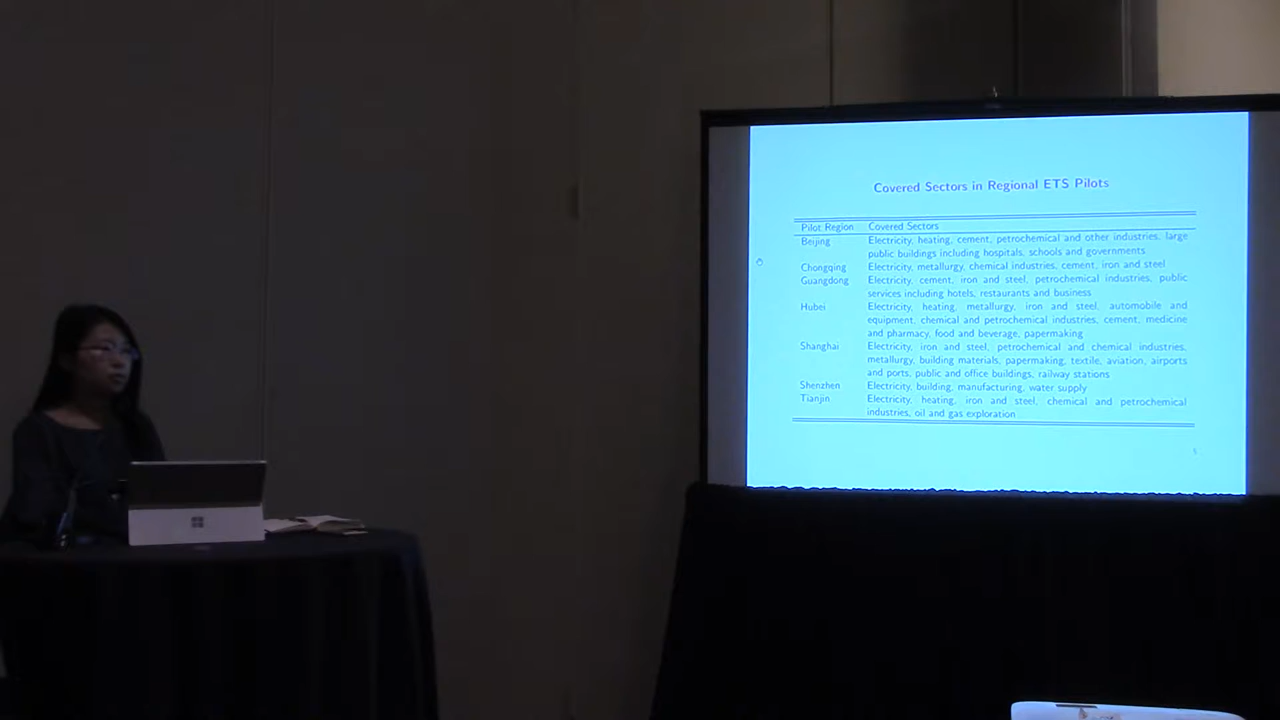 Covered Sectors in Regional ETS Pilots
Pilot Region Covered Sectors
Beijing Electricity, heating, cement, petrochemical and other industries, large
public buildings including hospitals, schools and governments
Chongqing Electricity, metallurgy, chemical industries, cement, iron and steel
Guangdong Electricity, cement, iron and steel, petrochemical industries, public
services including hotels, restaurants and business
Hubei Electricity, heating, metallurgy, iron and steel, automobile and
equipment, chemical and petrochemical industries, cement, medicine
and pharmacy, food and beverage, papermaking
Shanghai Electricity, iron and steel, petrochemical and chemical industries,
metallurgy, building materials, papermaking, textile, aviation, airports
and ports, public and office buildings, railway stations
Shenzhen Electricity, building, manufacturing, water supply
Tianjin Electricity, heating, iron and steel, chemical and petrochemical
industries, oil and gas exploration